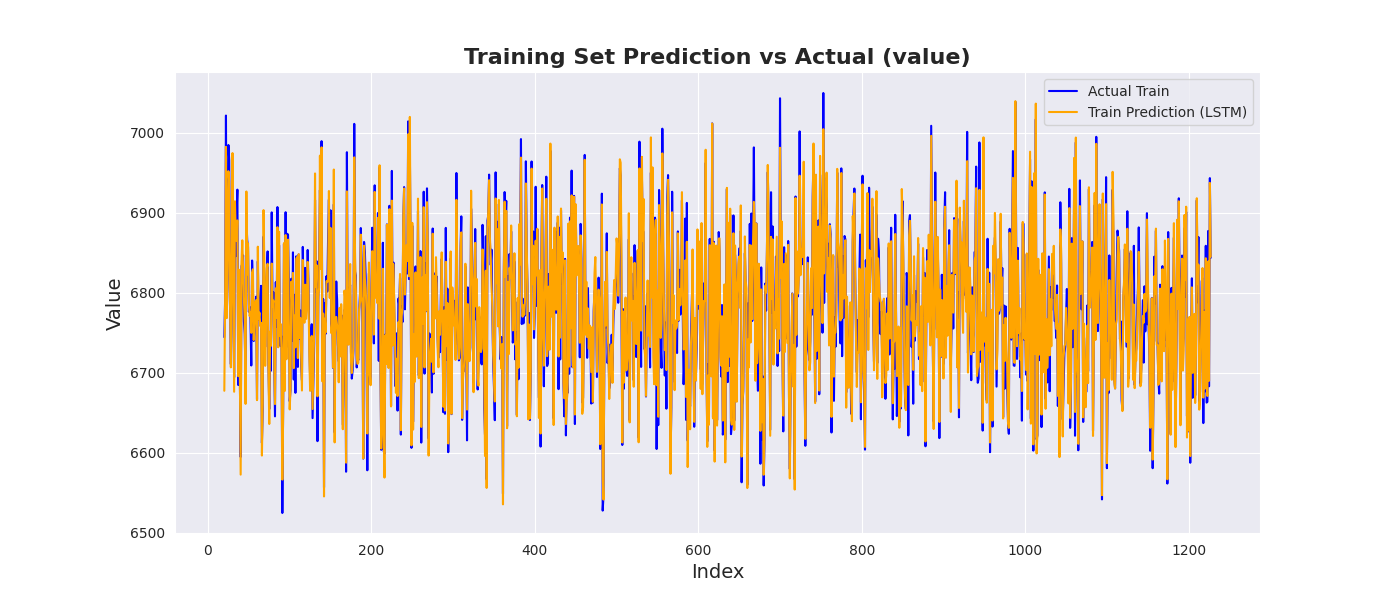 Training Set Prediction vs Actual (value)
Actual Train
Train Prediction (LSTM)
7000
6900
6800
6700
6600
6500
Value
0 200 400 600 800 1000 1200
Index